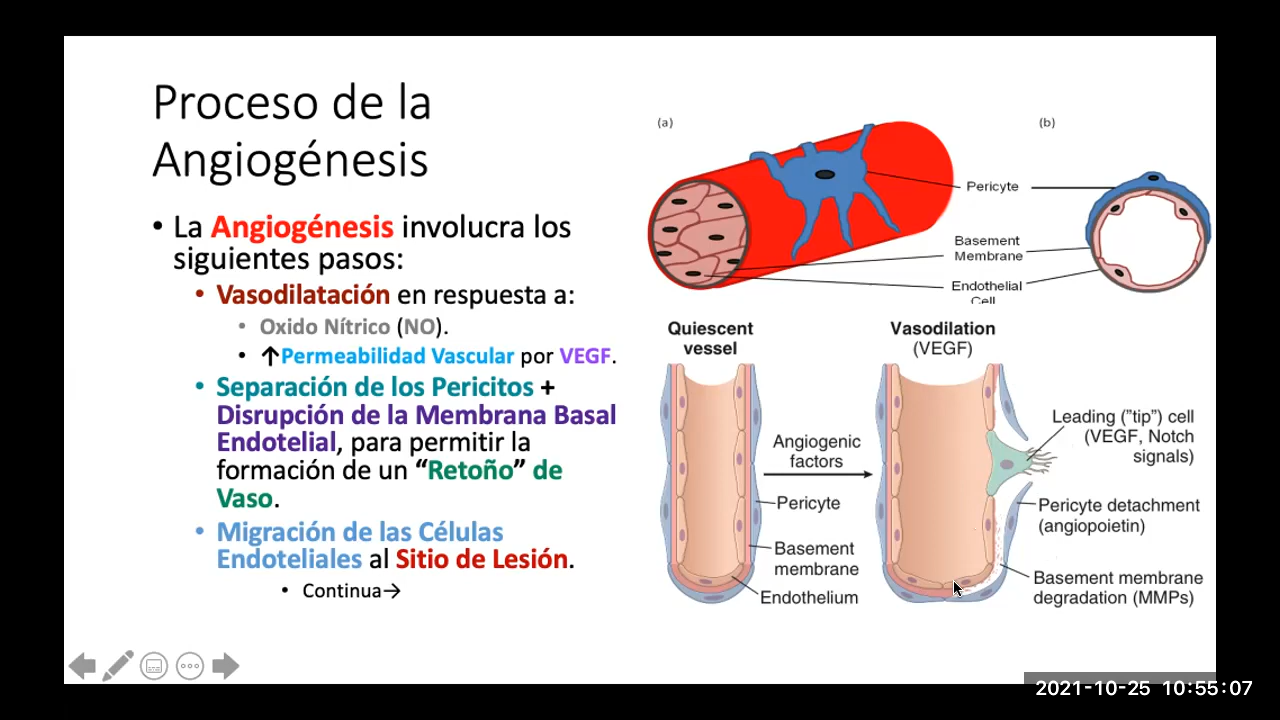 Proceso de la
Angiogénesis
• La Angiogénesis involucra los
siguientes pasos:
• Vasodilatación en respuesta a:
• Oxido Nítrico (NO).
• ↑Permeabilidad Vascular por VEGF.
• Separación de los Pericitos +
Disrupción de la Membrana Basal
Endotelial, para permitir la
formación de un “Retoño” de
Vaso.
• Migración de las Células
Endoteliales al Sitio de Lesión.
• Continua→
(a)
(b)
Pericyte
Basement
Membrane
Endothelial
Cell
Quiescent
vessel
Vasodilation
(VEGF)
Angiogenic
factors
Pericyte
Basement
membrane
Endothelium
Leading (”tip”) cell
(VEGF, Notch
signals)
Pericyte detachment
(angiopoietin)
Basement membrane
degradation (MMPs)
2021-10-25 10:55:07